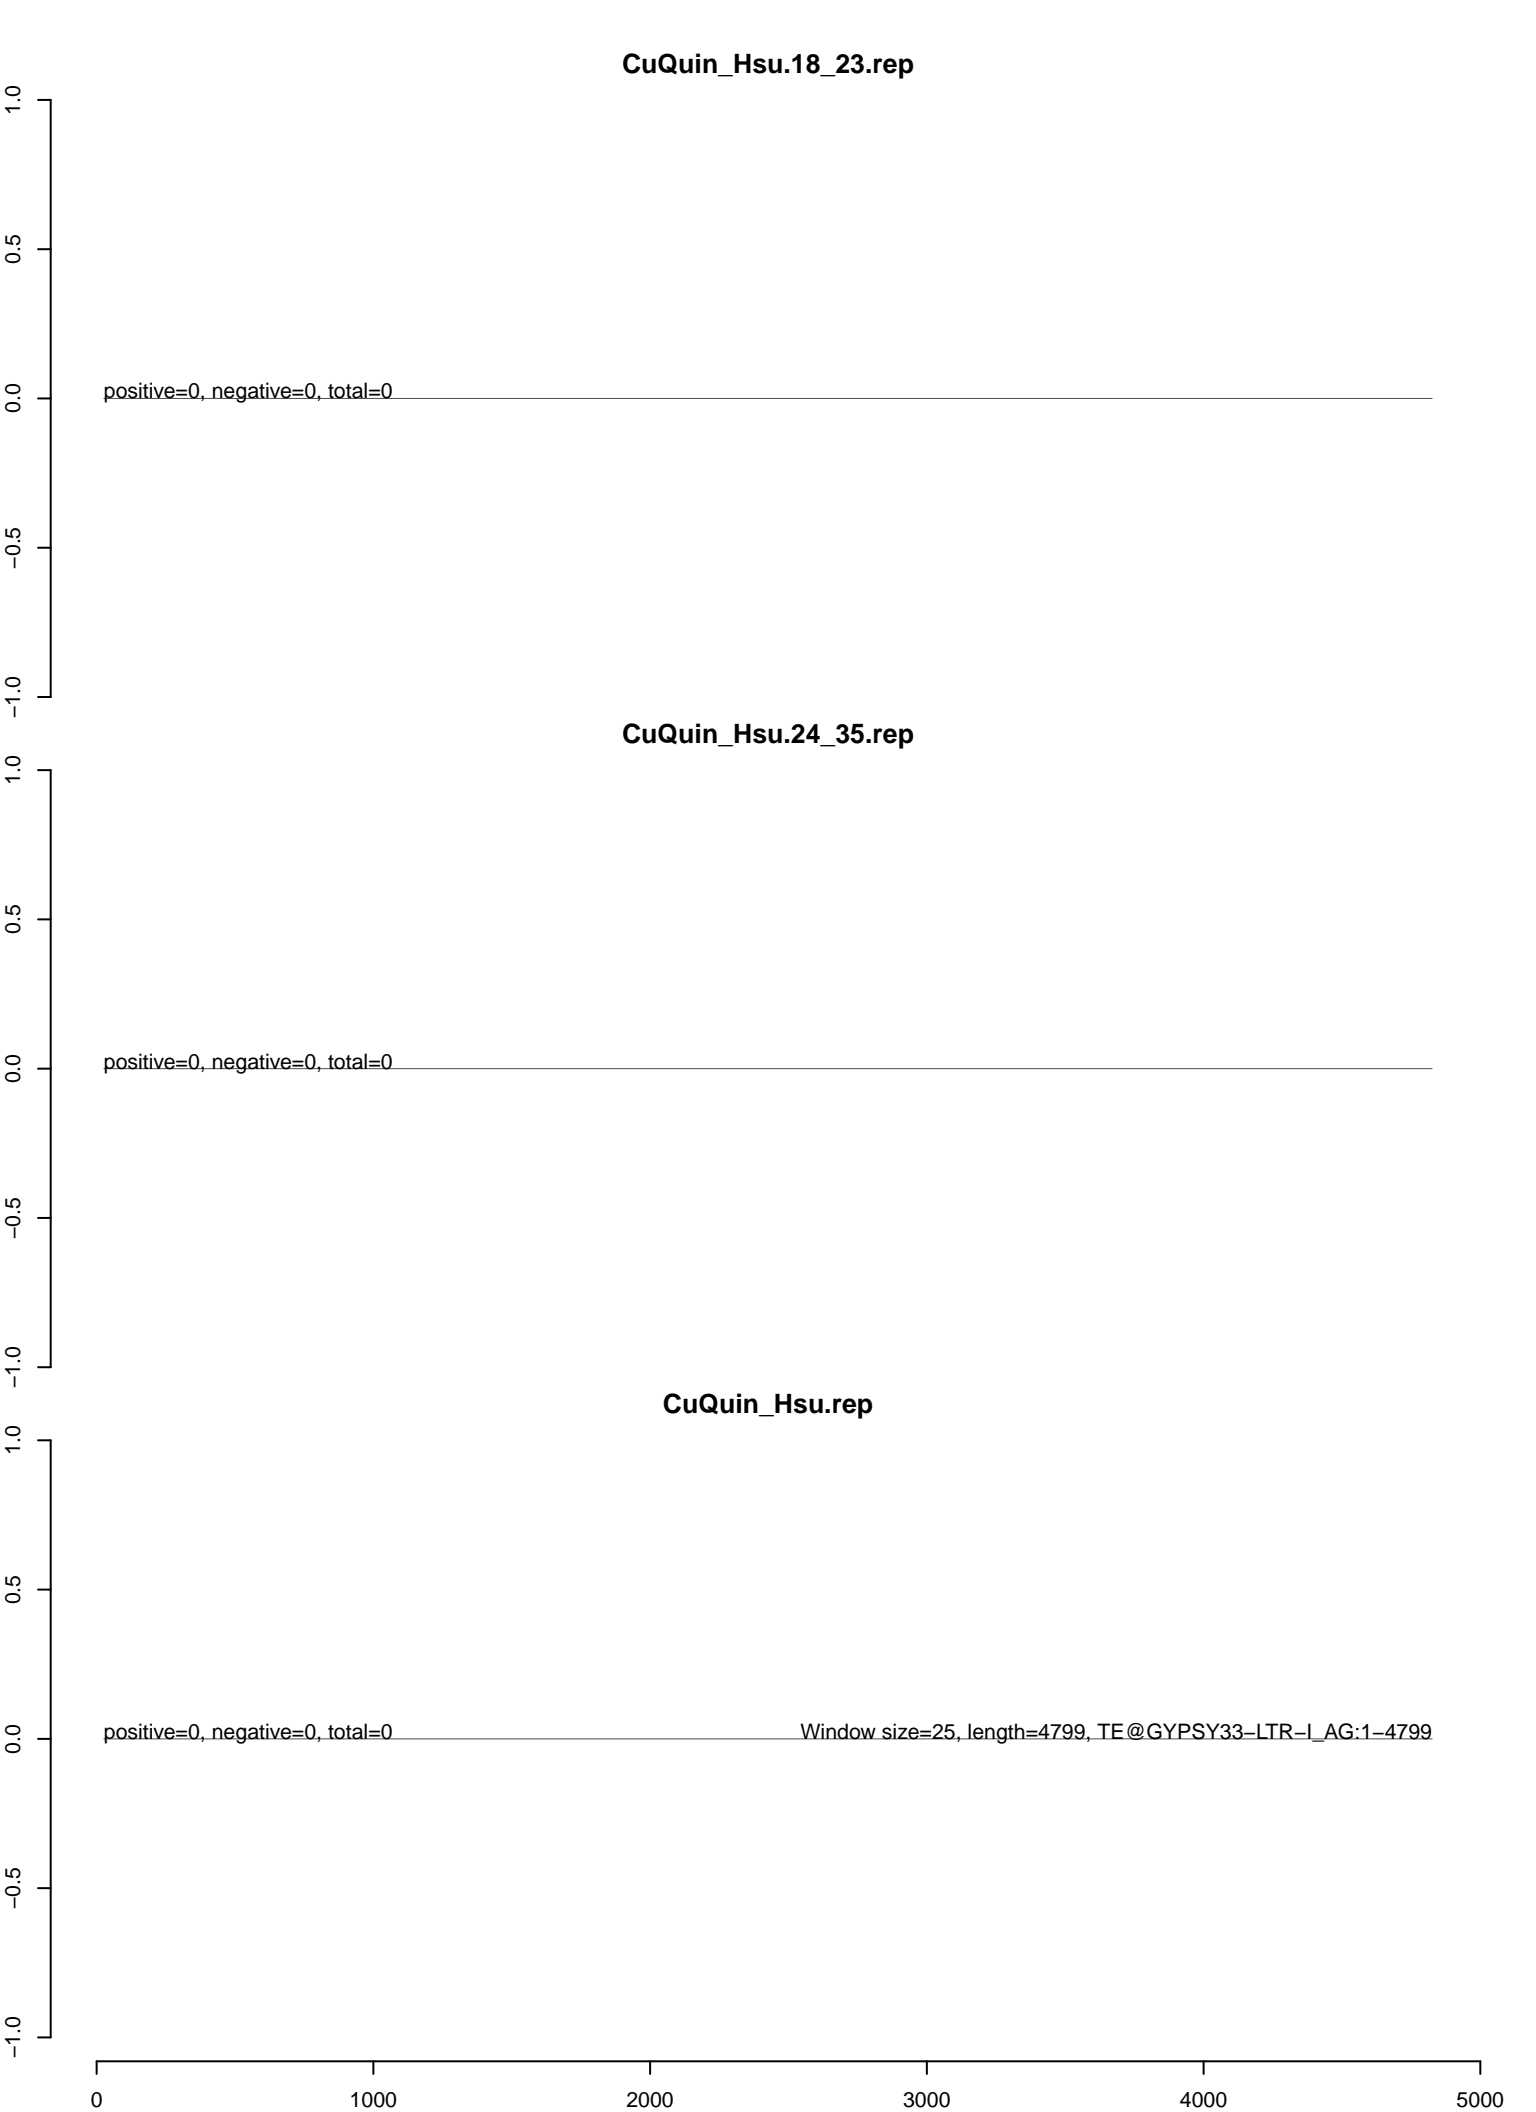 CuQuin_Hsu.18_23.rep
1.0
0.5
0.0
−0.5
−1.0
positive=0, negative=0, total=0
CuQuin_Hsu.24_35.rep
1.0
0.5
0.0
−0.5
−1.0
positive=0, negative=0, total=0
CuQuin_Hsu.rep
1.0
0.5
0.0
−0.5
−1.0
positive=0, negative=0, total=0
Window size=25, length=4799, TE@GYPSY33−LTR−I_AG:1−4799
0 1000 2000 3000 4000 5000